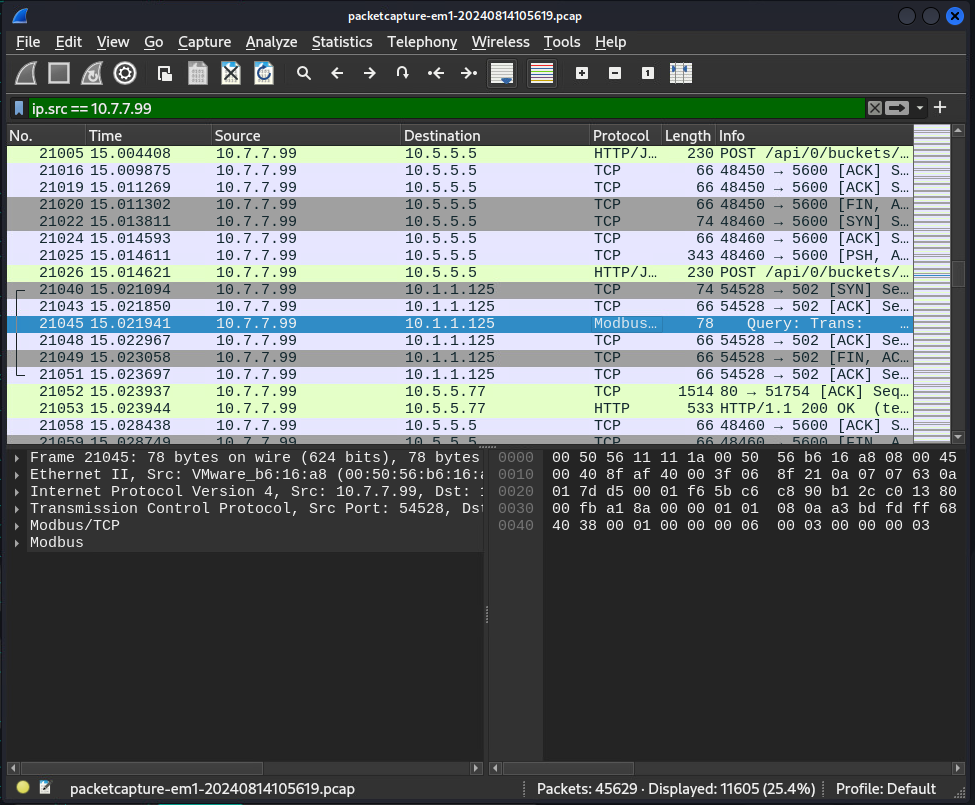 packetcapture-em1-20240814105619.pcap
File Edit View Go Capture Analyze Statistics Telephony Wireless Tools Help
ip.src == 10.7.7.99
No. Time Source Destination Protocol Length Info
21005 15.004408 10.7.7.99 10.5.5.5 HTTP/J… 230 POST /api/0/buckets/…
21016 15.009875 10.7.7.99 10.5.5.5 TCP 66 48450 → 5600 [ACK] S…
21019 15.011269 10.7.7.99 10.5.5.5 TCP 66 48450 → 5600 [ACK] S…
21020 15.011302 10.7.7.99 10.5.5.5 TCP 66 48450 → 5600 [FIN, A…
21022 15.013811 10.7.7.99 10.5.5.5 TCP 74 48460 → 5600 [SYN] S…
21024 15.014593 10.7.7.99 10.5.5.5 TCP 66 48460 → 5600 [ACK] S…
21025 15.014611 10.7.7.99 10.5.5.5 TCP 343 48460 → 5600 [PSH, A…
21026 15.014621 10.7.7.99 10.5.5.5 HTTP/J… 230 POST /api/0/buckets/…
21040 15.021094 10.7.7.99 10.1.1.125 TCP 74 54528 → 502 [SYN] Se…
21043 15.021850 10.7.7.99 10.1.1.125 TCP 66 54528 → 502 [ACK] Se…
21045 15.021941 10.7.7.99 10.1.1.125 Modbus… 78 Query: Trans: …
21048 15.022967 10.7.7.99 10.1.1.125 TCP 66 54528 → 502 [ACK] Se…
21049 15.023058 10.7.7.99 10.1.1.125 TCP 66 54528 → 502 [FIN, AC…
21051 15.023697 10.7.7.99 10.1.1.125 TCP 66 54528 → 502 [ACK] Se…
21052 15.023937 10.7.7.99 10.5.5.77 TCP 1514 80 → 51754 [ACK] Seq…
21053 15.023944 10.7.7.99 10.5.5.77 HTTP 533 HTTP/1.1 200 OK (te…
21058 15.028438 10.7.7.99 10.5.5.5 TCP 66 48460 → 5600 [ACK] S…
21059 15.028749 10.7.7.99 10.5.5.5 TCP 66 48460 → 5600 [FIN, A…
Frame 21045: 78 bytes on wire (624 bits), 78 bytes
Ethernet II, Src: VMware_b6:16:a8 (00:50:56:b6:16:a
Internet Protocol Version 4, Src: 10.7.7.99, Dst: 1
Transmission Control Protocol, Src Port: 54528, Dst
Modbus/TCP
Modbus
0000 00 50 56 11 11 1a 00 50 56 b6 16 a8 08 00 45
0010 00 40 8f af 40 00 3f 06 8f 21 0a 07 07 63 0a
0020 01 7d d5 00 01 f6 5b c6 c8 90 b1 2c c0 13 80
0030 00 fb a1 8a 00 00 01 01 08 0a a3 bd fd ff 68
0040 40 38 00 01 00 00 00 06 00 03 00 00 00 03
packetcapture-em1-20240814105619.pcap
Packets: 45629 · Displayed: 11605 (25.4%)
Profile: Default